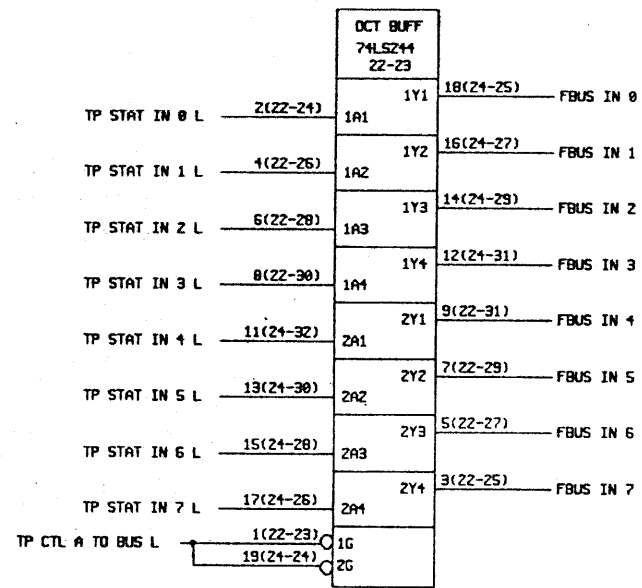 OCT BUFF
74LS244
22-23
1Y1 18(24-25) FBUS IN 0
TP STAT IN 0 L 2(22-24) 1A1
1Y2 16(24-27) FBUS IN 1
TP STAT IN 1 L 4(22-26) 1A2
1Y3 14(24-29) FBUS IN 2
TP STAT IN 2 L 6(22-28) 1A3
1Y4 12(24-31) FBUS IN 3
TP STAT IN 3 L 8(22-30) 1A4
2Y1 9(22-31) FBUS IN 4
TP STAT IN 4 L 11(24-32) 2A1
2Y2 7(22-29) FBUS IN 5
TP STAT IN 5 L 13(24-30) 2A2
2Y3 5(22-27) FBUS IN 6
TP STAT IN 6 L 15(24-28) 2A3
2Y4 3(22-25) FBUS IN 7
TP STAT IN 7 L 17(24-26) 2A4
TP CTL A TO BUS L 1(22-23) 1G
19(24-24) 2G